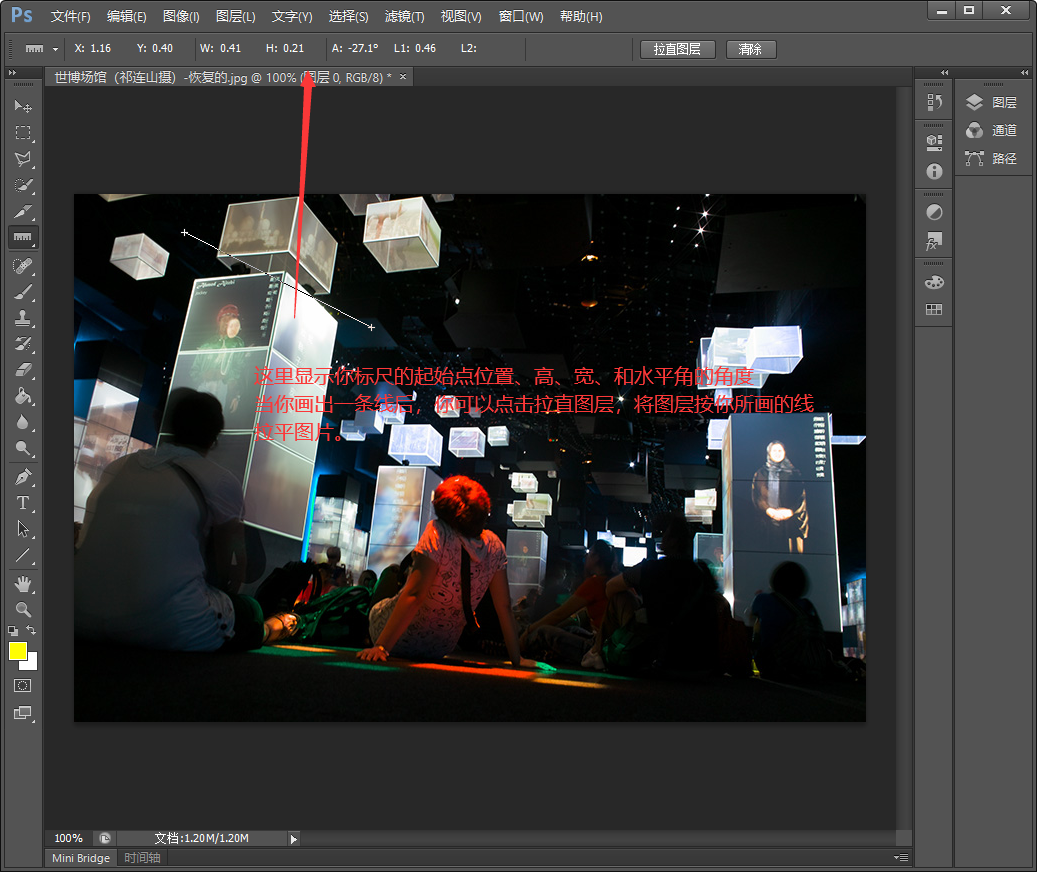 Ps 文件(F) 编辑(E) 图像(I) 图层(L) 文字(Y) 选择(S) 滤镜(T) 视图(V) 窗口(W) 帮助(H)
X: 1.16 Y: 0.40 W: 0.41 H: 0.21 A: -27.1° L1: 0.46 L2: 拉直图层 清除
世博场馆（祁连山摄）-恢复的.jpg @ 100% (图层 0, RGB/8) * ×
图层
通道
路径
这里显示你标尺的起始点位置、高、宽、和水平角的角度
当你画出一条线后，你可以点击拉直图层，将图层按你所画的线
拉平图片。
100% 文档:1.20M/1.20M
Mini Bridge 时间轴